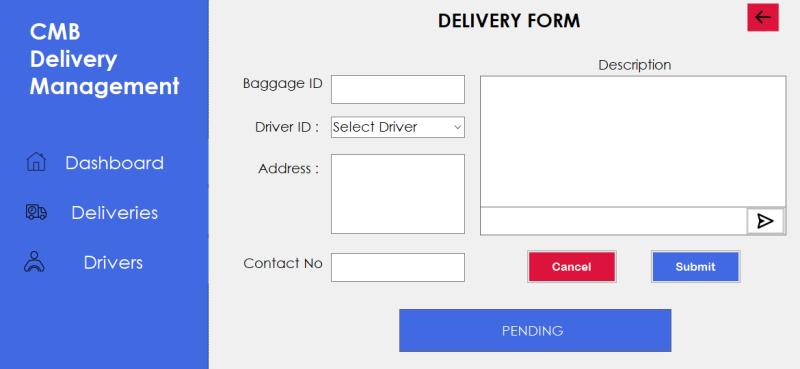 CMB
Delivery
Management
Dashboard
Deliveries
Drivers
DELIVERY FORM
Baggage ID
Driver ID :
Select Driver
Address :
Contact No
Description
Cancel
Submit
PENDING